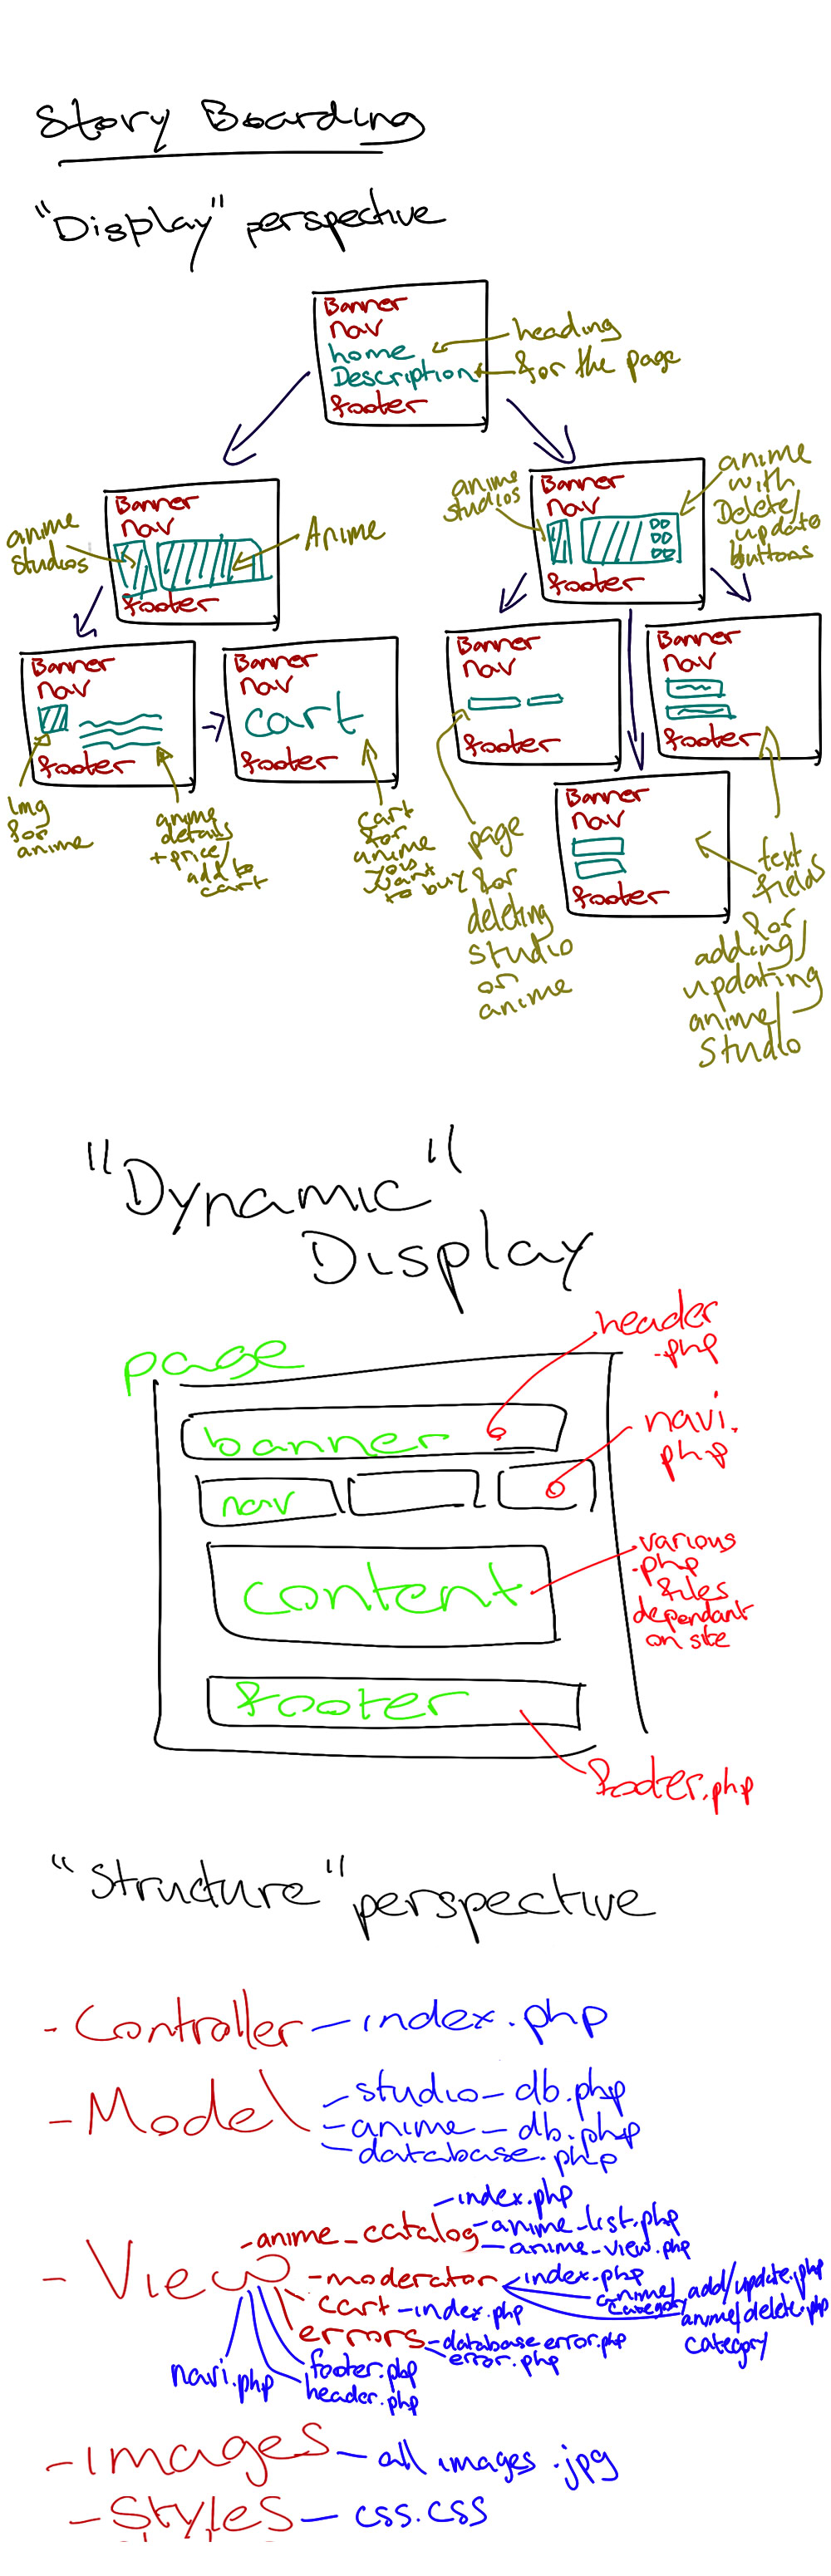 Story Boarding
"Display" perspective
Banner
nav
home
Description
footer
heading
for the page
Banner
nav
footer
anime
studios
Anime
Banner
nav
footer
anime
studios
anime
with
Delete/
update
buttons
Banner
nav
footer
Img
for
anime
anime
details
+price/
add to
cart
Banner
nav
cart
footer
cart
for
anime
you
want
to buy
Banner
nav
footer
page
for
deleting
studio
or
anime
Banner
nav
footer
Banner
nav
footer
text
fields
for
adding/
updating
anime/
Studio
"Dynamic"
Display
page
banner
nav
content
footer
header
.php
navi.
php
various
.php
files
dependant
on site
footer.php
"Structure" perspective
- Controller - index.php
- Model
- studio_db.php
- anime_db.php
- database.php
- View
- anime_catalog
- index.php
- anime_list.php
- anime_view.php
- moderator
index.php
anime/
category
add/update.php
anime/delete.php
category
cart - index.php
errors
- database error.php
error.php
navi.php
footer.php
header.php
- images - all images .jpg
- Styles - css.css